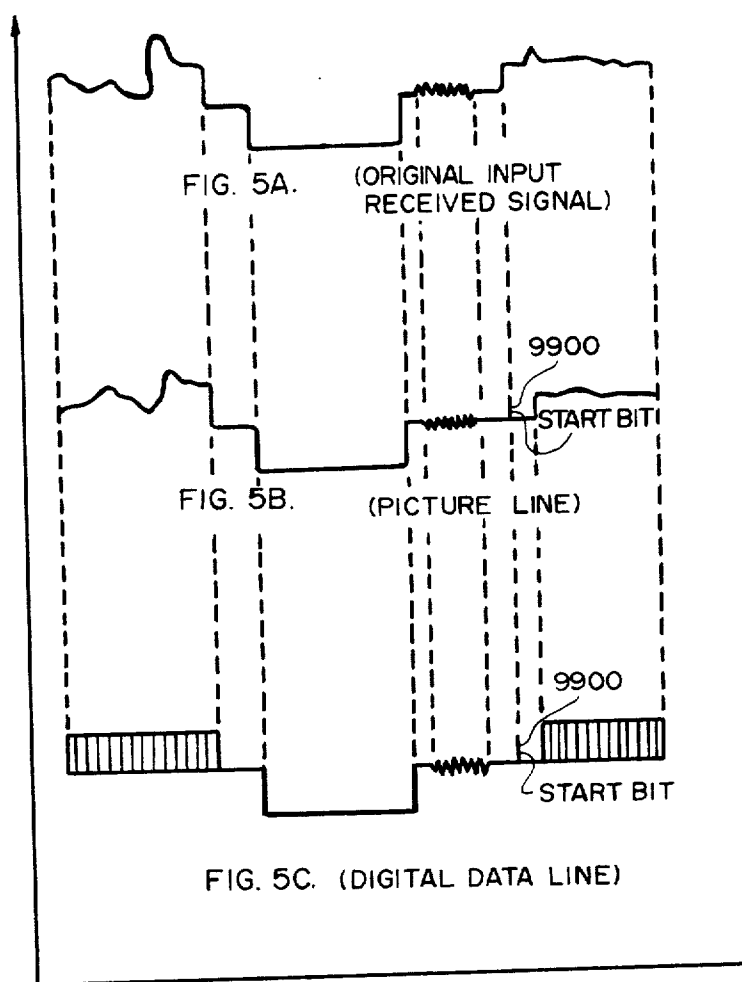 FIG. 5A.
(ORIGINAL INPUT
RECEIVED SIGNAL)
9900
START BIT
FIG. 5B.
(PICTURE LINE)
9900
START BIT
FIG. 5C. (DIGITAL DATA LINE)